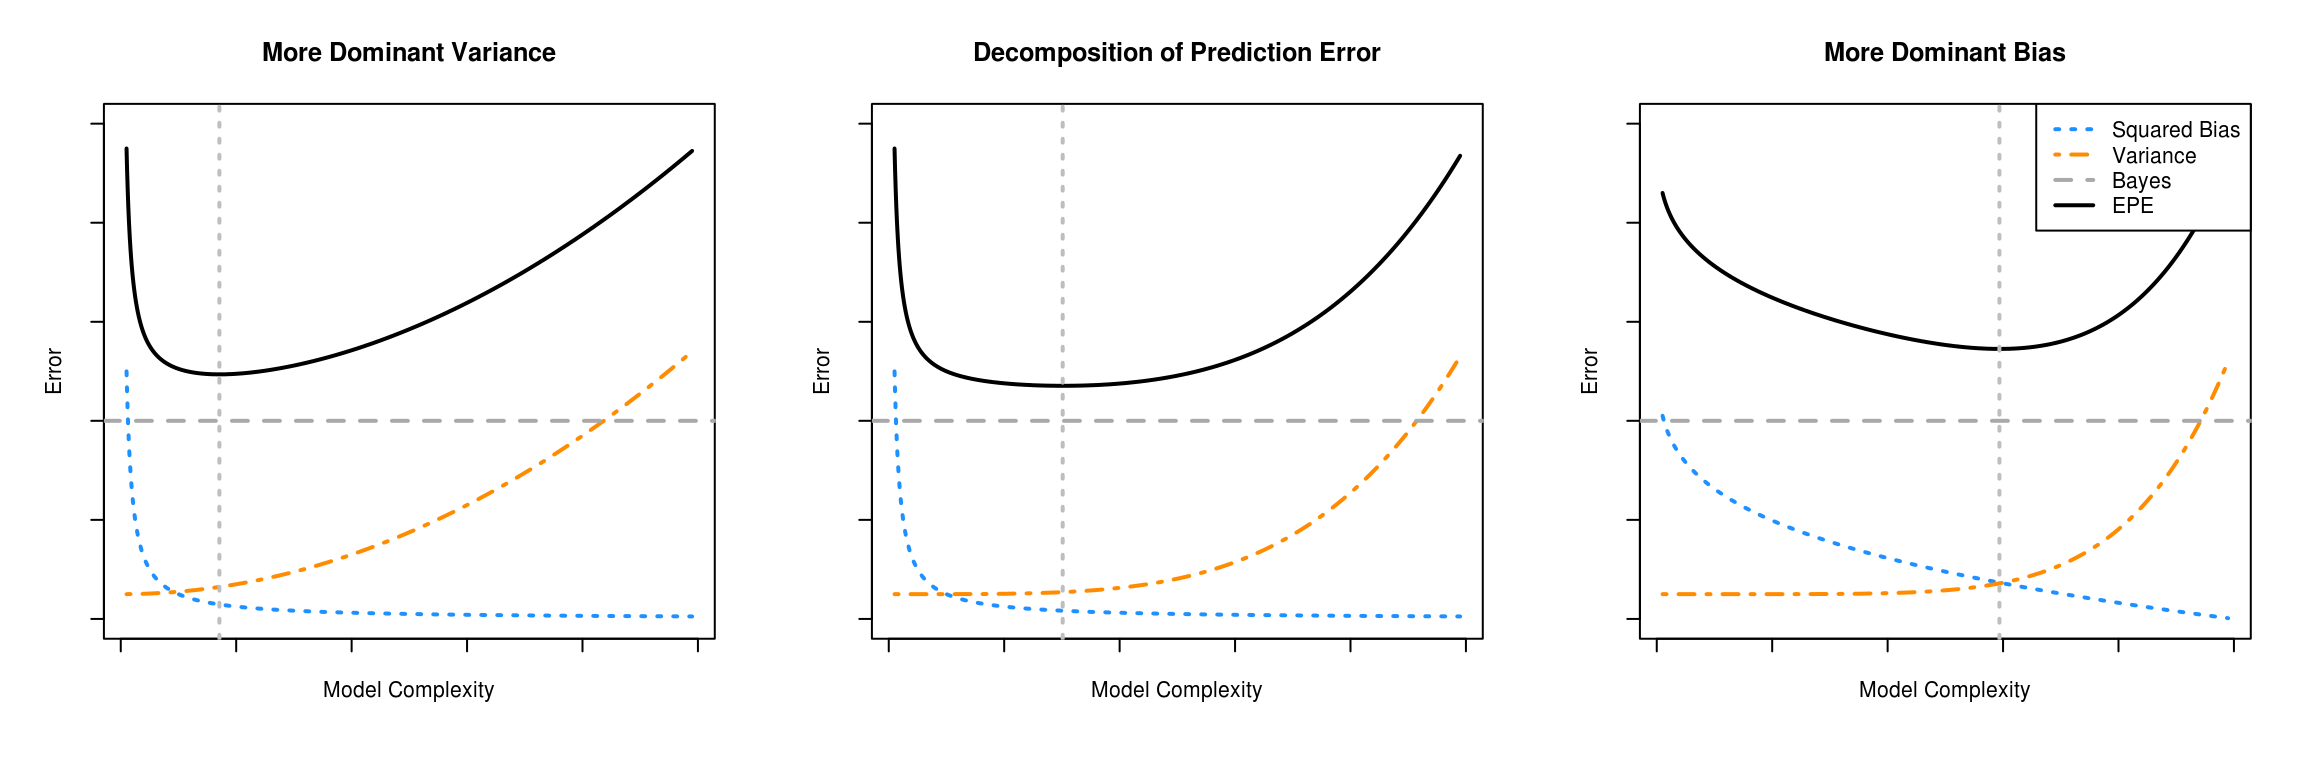 More Dominant Variance
Decomposition of Prediction Error
More Dominant Bias
Error
Error
Error
Squared Bias
Variance
Bayes
EPE
Model Complexity
Model Complexity
Model Complexity